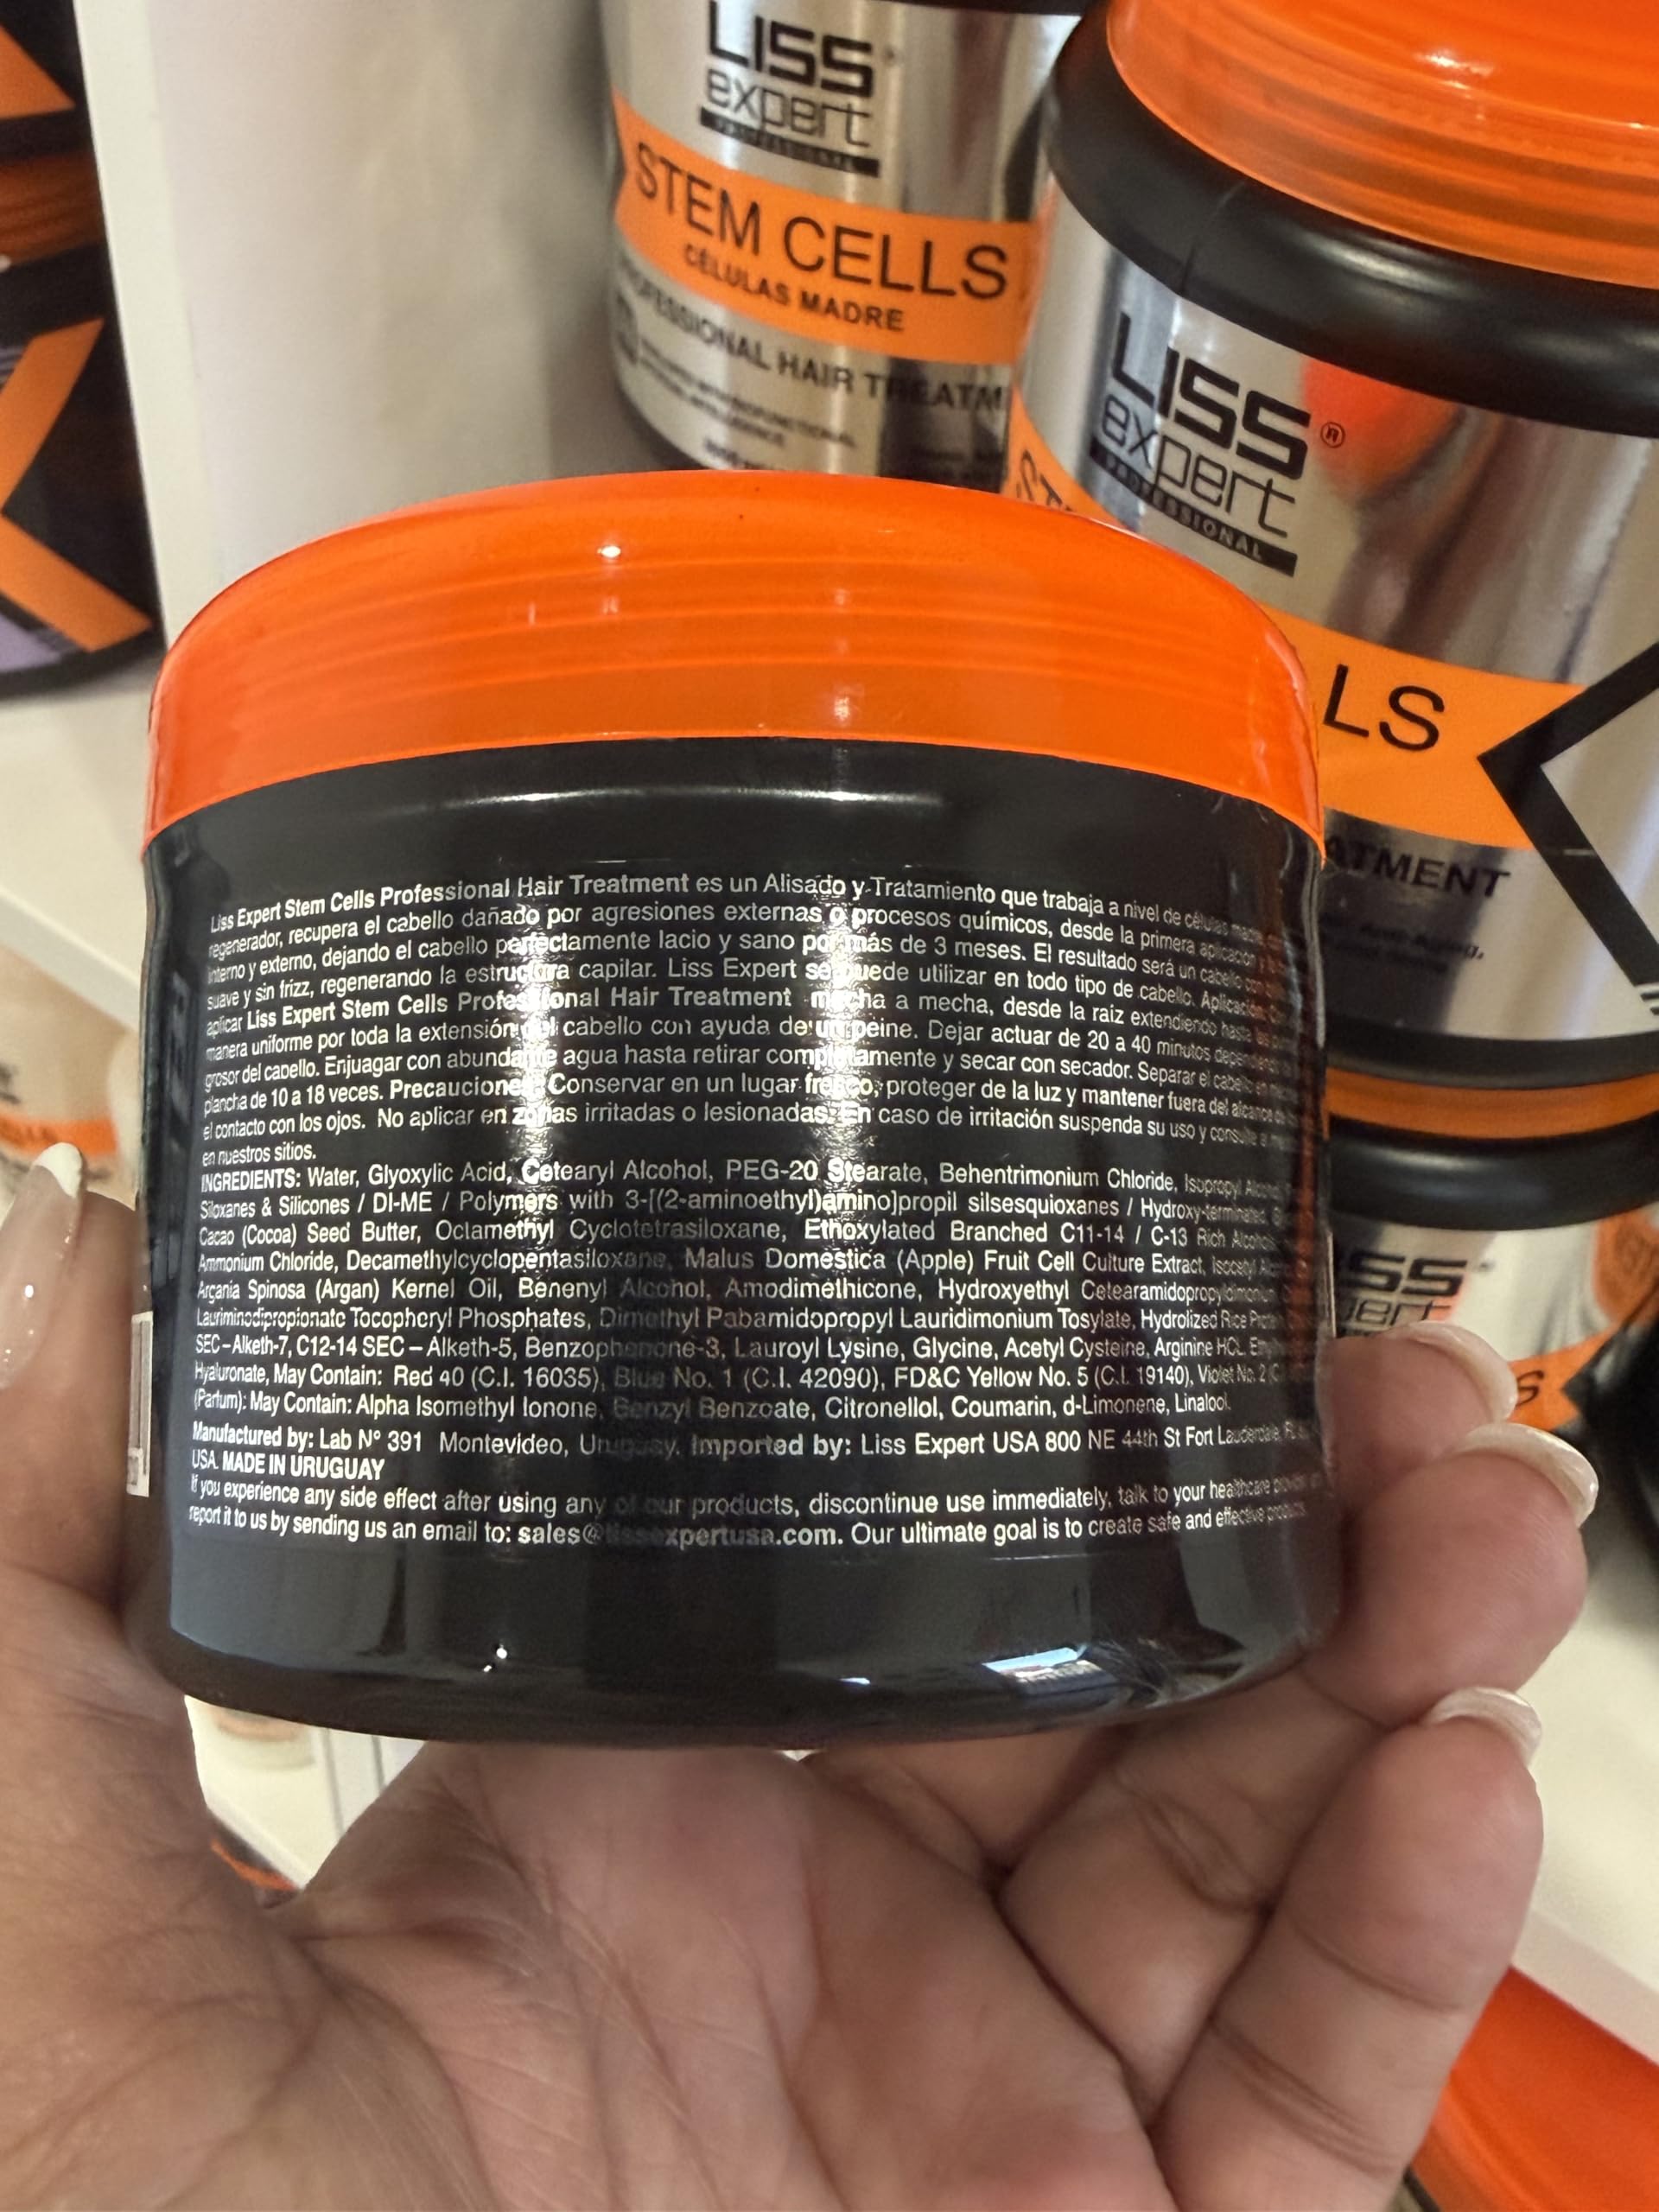 LISS
expert
PROFESSIONAL
STEM CELLS
CÉLULAS MADRE
PROFESSIONAL HAIR TREATM
LISS®
expert
PROFESSIONAL
LS
ATMENT
Liss Expert Stem Cells Professional Hair Treatment es un Alisado y Tratamiento que trabaja a nivel de células madre,
regenerador, recupera el cabello dañado por agresiones externas o procesos químicos, desde la primera aplicación y
interno y externo, dejando el cabello perfectamente lacio y sano por más de 3 meses. El resultado será un cabello con
suave y sin frizz, regenerando la estructura capilar. Liss Expert se puede utilizar en todo tipo de cabello. Aplicación:
aplicar Liss Expert Stem Cells Professional Hair Treatment mecha a mecha, desde la raiz extendiendo hasta
manera uniforme por toda la extensión del cabello con ayuda de un peine. Dejar actuar de 20 a 40 minutos dependiendo
grosor del cabello. Enjuagar con abundante agua hasta retirar completamente y secar con secador. Separar el cabello en
plancha de 10 a 18 veces. Precauciones: Conservar en un lugar fresco, proteger de la luz y mantener fuera del alcance de
el contacto con los ojos. No aplicar en zonas irritadas o lesionadas. En caso de irritación suspenda su uso y consulte a
en nuestros sitios.
INGREDIENTS: Water, Glyoxylic Acid, Cetearyl Alcohol, PEG-20 Stearate, Behentrimonium Chloride, Isopropyl Alcohol
Siloxanes & Silicones / DI-ME / Polymers with 3-[(2-aminoethyl)amino]propil silsesquioxanes / Hydroxy-terminated,
Cacao (Cocoa) Seed Butter, Octamethyl Cyclotetrasiloxane, Ethoxylated Branched C11-14 / C-13 Rich Alcohols
Ammonium Chloride, Decamethylcyclopentasiloxane, Malus Domestica (Apple) Fruit Cell Culture Extract, Isocetyl
Argania Spinosa (Argan) Kernel Oil, Benenyl Alcohol, Amodimethicone, Hydroxyethyl Cetearamidopropyldimonium
Lauriminodipropionate Tocopheryl Phosphates, Dimethyl Pabamidopropyl Lauridimonium Tosylate, Hydrolized Rice Protein
SEC–Alketh-7, C12-14 SEC – Alketh-5, Benzophenone-3, Lauroyl Lysine, Glycine, Acetyl Cysteine, Arginine HCL,
Hyaluronate, May Contain: Red 40 (C.I. 16035), Blue No. 1 (C.I. 42090), FD&C Yellow No. 5 (C.I. 19140), Violet No. 2
(Parfum): May Contain: Alpha Isomethyl Ionone, Benzyl Benzoate, Citronellol, Coumarin, d-Limonene, Linalool.
Manufactured by: Lab N° 391 Montevideo, Uruguay. Imported by: Liss Expert USA 800 NE 44th St Fort Lauderdale, FL
USA. MADE IN URUGUAY
If you experience any side effect after using any of our products, discontinue use immediately, talk to your healthcare provider
report it to us by sending us an email to: sales@lissexpertusa.com. Our ultimate goal is to create safe and effective products.